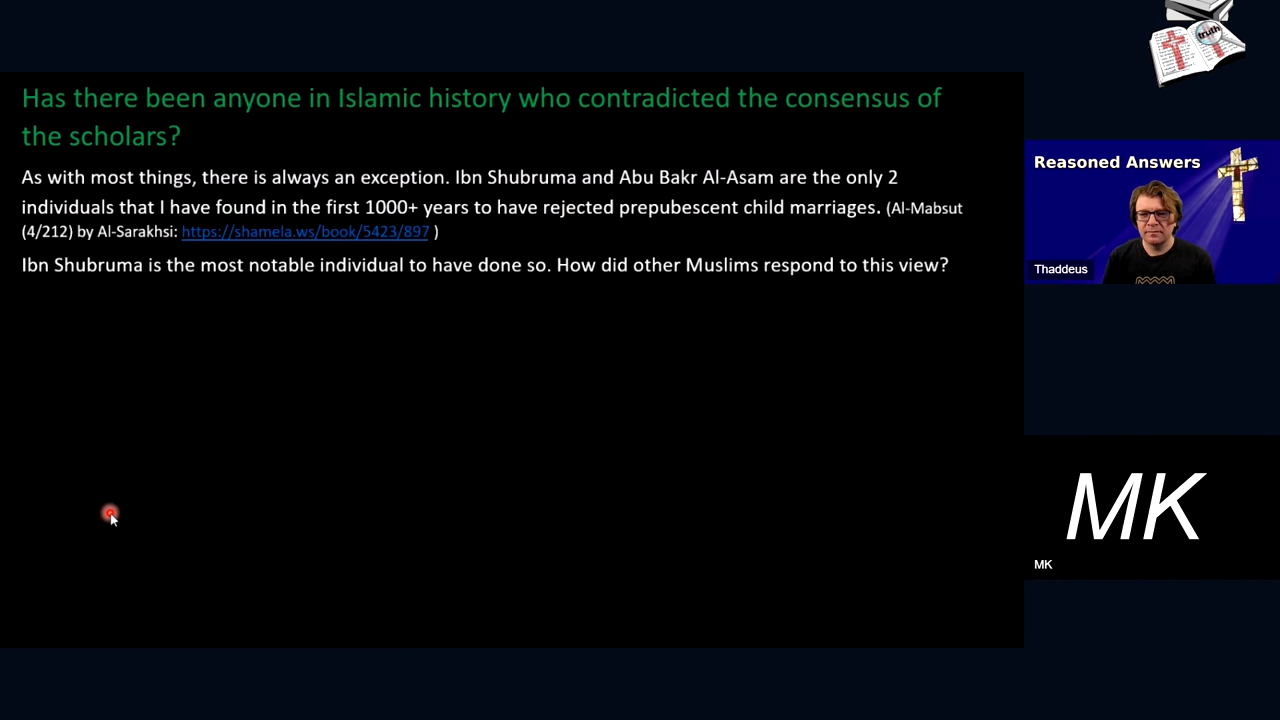 Has there been anyone in Islamic history who contradicted the consensus of
the scholars?
As with most things, there is always an exception. Ibn Shubruma and Abu Bakr Al-Asam are the only 2
individuals that I have found in the first 1000+ years to have rejected prepubescent child marriages. (Al-Mabsut
(4/212) by Al-Sarakhsi: https://shamela.ws/book/5423/897 )
Ibn Shubruma is the most notable individual to have done so. How did other Muslims respond to this view?
truth
Reasoned Answers
Thaddeus
MK
MK